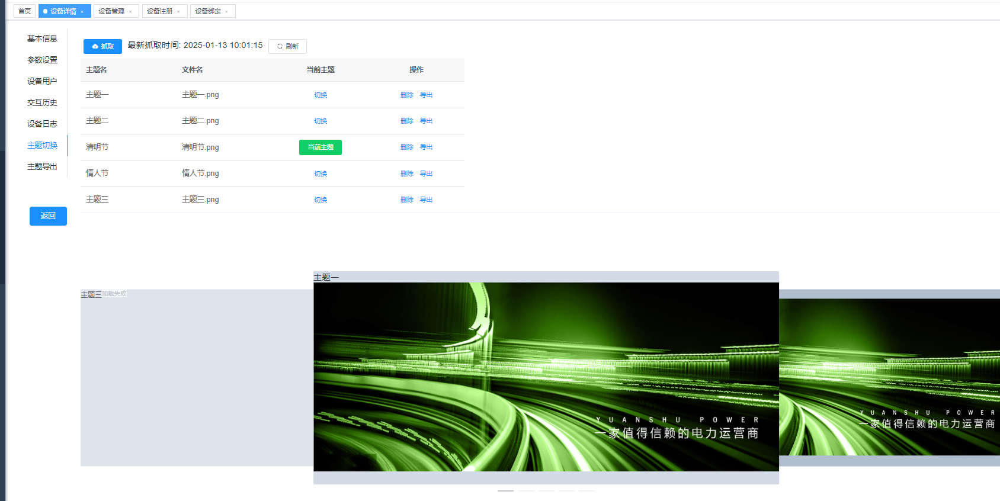 首页 设备详情 × 设备管理 × 设备注册 × 设备绑定 ×
基本信息
参数设置
设备用户
交互历史
设备日志
主题切换
主题导出
返回
抓取 最新抓取时间: 2025-01-13 10:01:15 刷新
主题名 文件名 当前主题 操作
主题一 主题一.png 切换 删除 导出
主题二 主题二.png 切换 删除 导出
清明节 清明节.png 当前主题 删除 导出
情人节 情人节.png 切换 删除 导出
主题三 主题三.png 切换 删除 导出
主题三加载失败
主题一
YUANSHU POWER
一家值得信赖的电力运营商
YUANSHU POWER
一家值得信赖的电力运营商